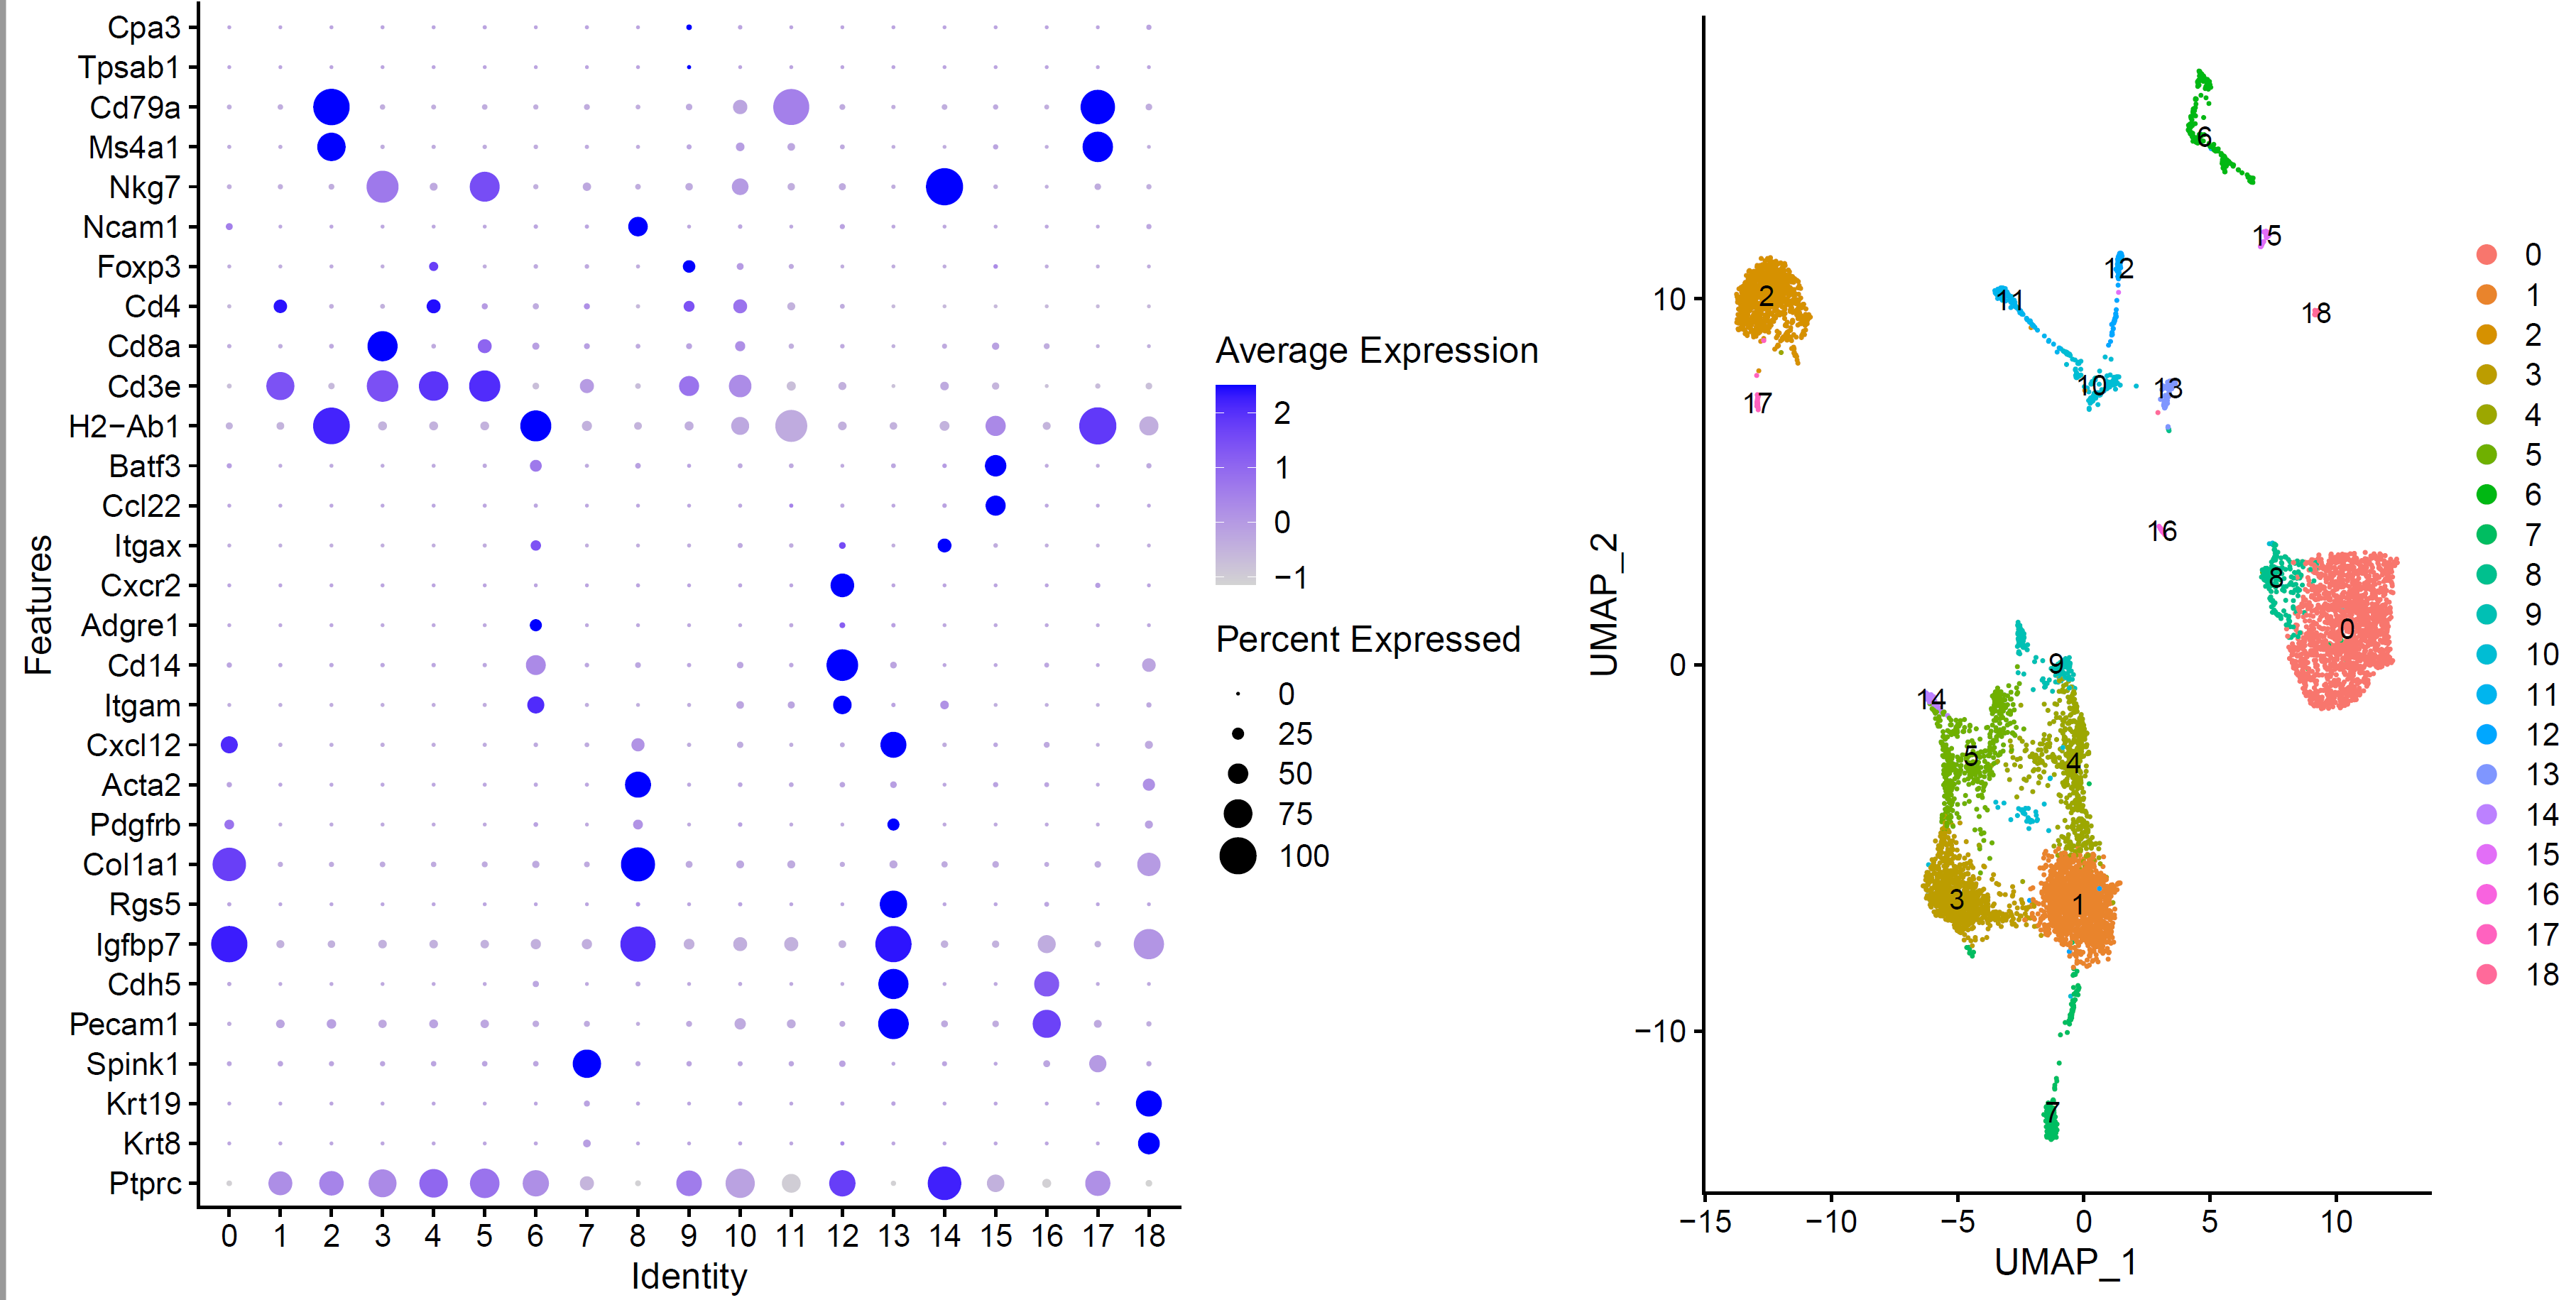 Features
Cpa3
Tpsab1
Cd79a
Ms4a1
Nkg7
Ncam1
Foxp3
Cd4
Cd8a
Cd3e
H2−Ab1
Batf3
Ccl22
Itgax
Cxcr2
Adgre1
Cd14
Itgam
Cxcl12
Acta2
Pdgfrb
Col1a1
Rgs5
Igfbp7
Cdh5
Pecam1
Spink1
Krt19
Krt8
Ptprc
0 1 2 3 4 5 6 7 8 9 10 11 12 13 14 15 16 17 18
Identity
Average Expression
2
1
0
−1
Percent Expressed
0
25
50
75
100
UMAP_2
10
0
−10
6
15
12
2
11
18
10
13
17
16
8
0
9
14
5
4
3
1
7
−15 −10 −5 0 5 10
UMAP_1
0
1
2
3
4
5
6
7
8
9
10
11
12
13
14
15
16
17
18